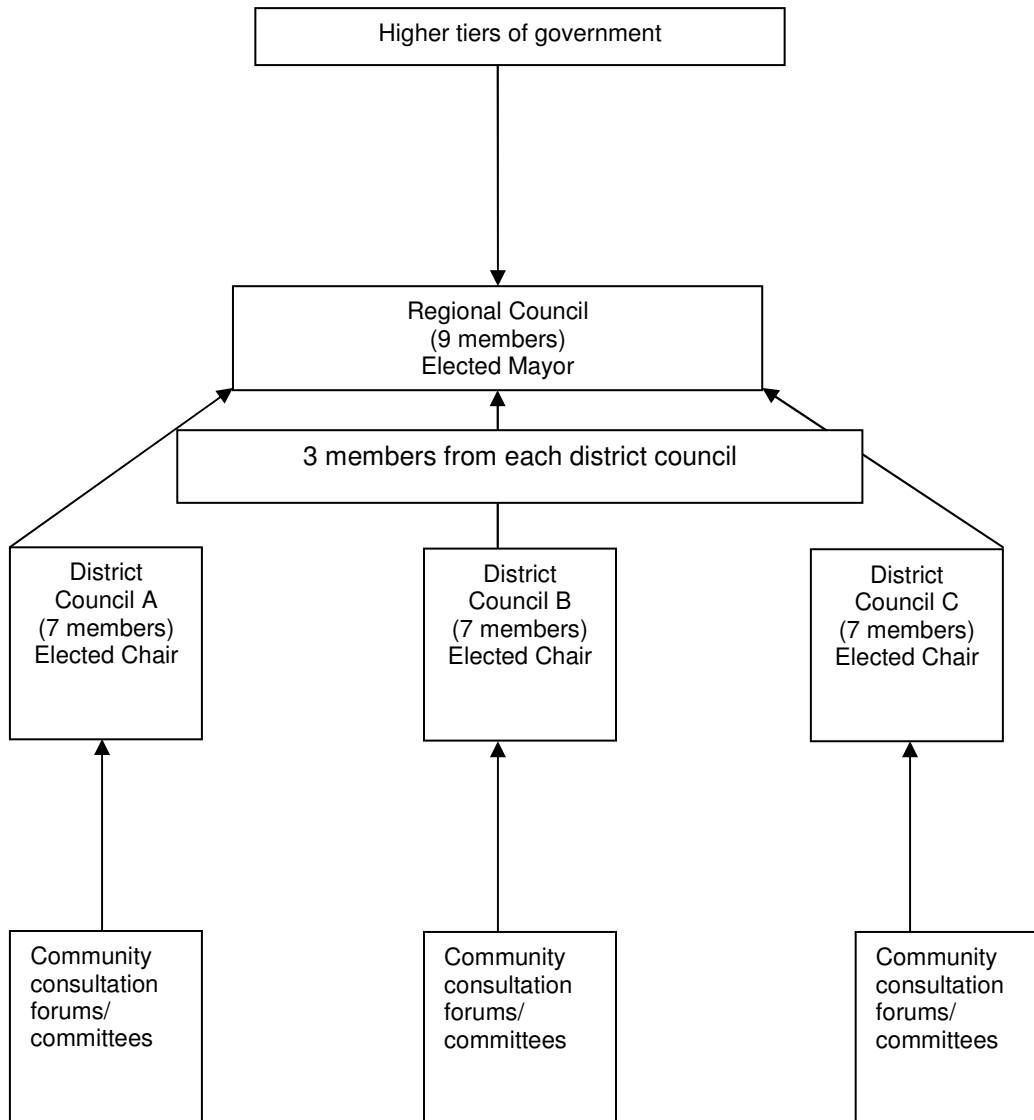 Higher tiers of government
Regional Council
(9 members)
Elected Mayor
3 members from each district council
District
Council A
(7 members)
Elected Chair
District
Council B
(7 members)
Elected Chair
District
Council C
(7 members)
Elected Chair
Community
consultation
forums/
committees
Community
consultation
forums/
committees
Community
consultation
forums/
committees